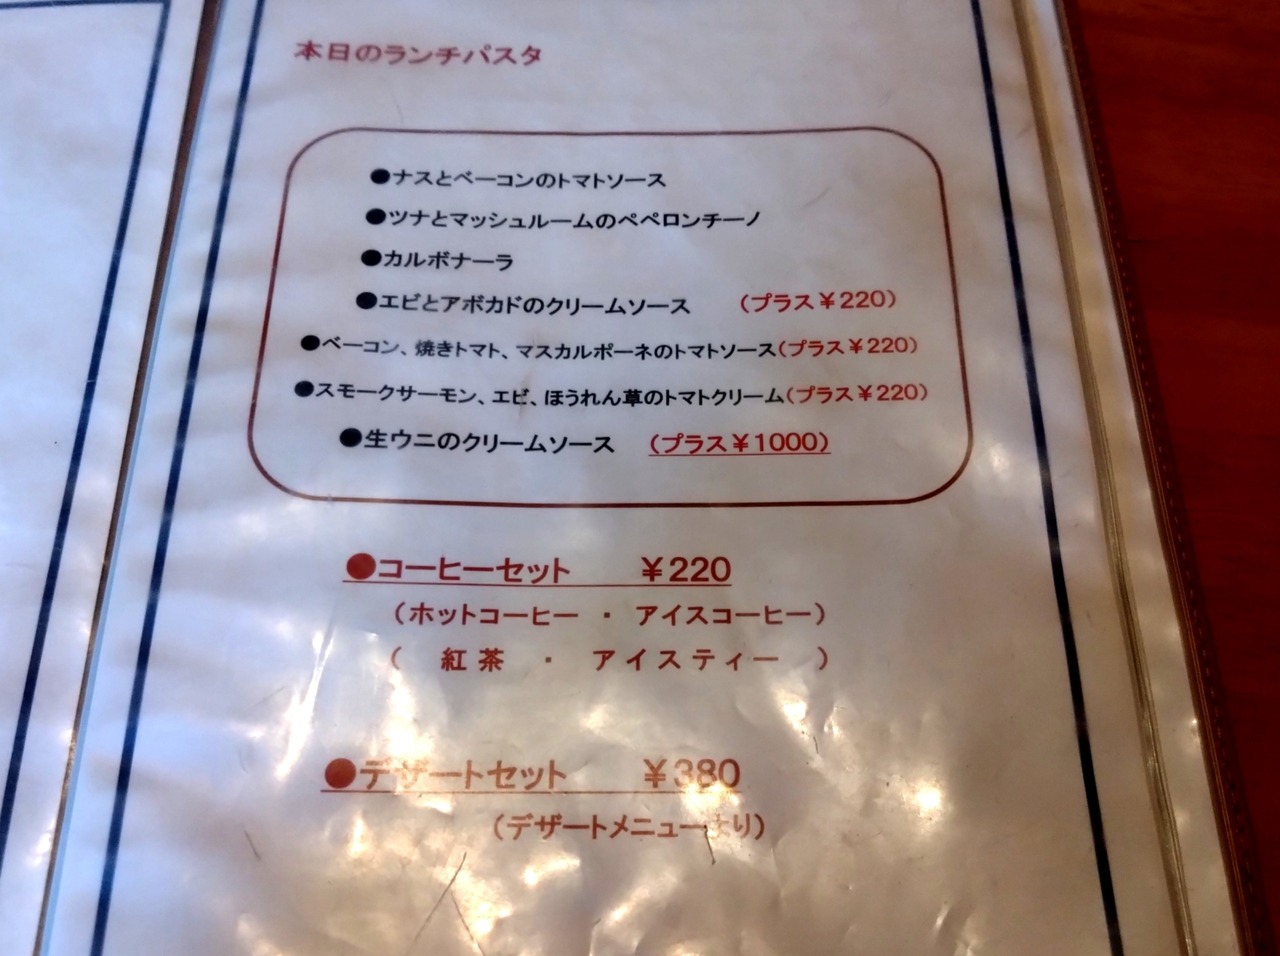 本日のランチパスタ
●ナスとベーコンのトマトソース
●ツナとマッシュルームのペペロンチーノ
●カルボナーラ
●エビとアボカドのクリームソース (プラス￥220)
●ベーコン、焼きトマト、マスカルポーネのトマトソース(プラス￥220)
●スモークサーモン、エビ、ほうれん草のトマトクリーム(プラス￥220)
●生ウニのクリームソース (プラス￥1000)
●コーヒーセット ￥220
(ホットコーヒー ・ アイスコーヒー)
( 紅茶 ・ アイスティー )
●デザートセット ￥380
(デザートメニューより)